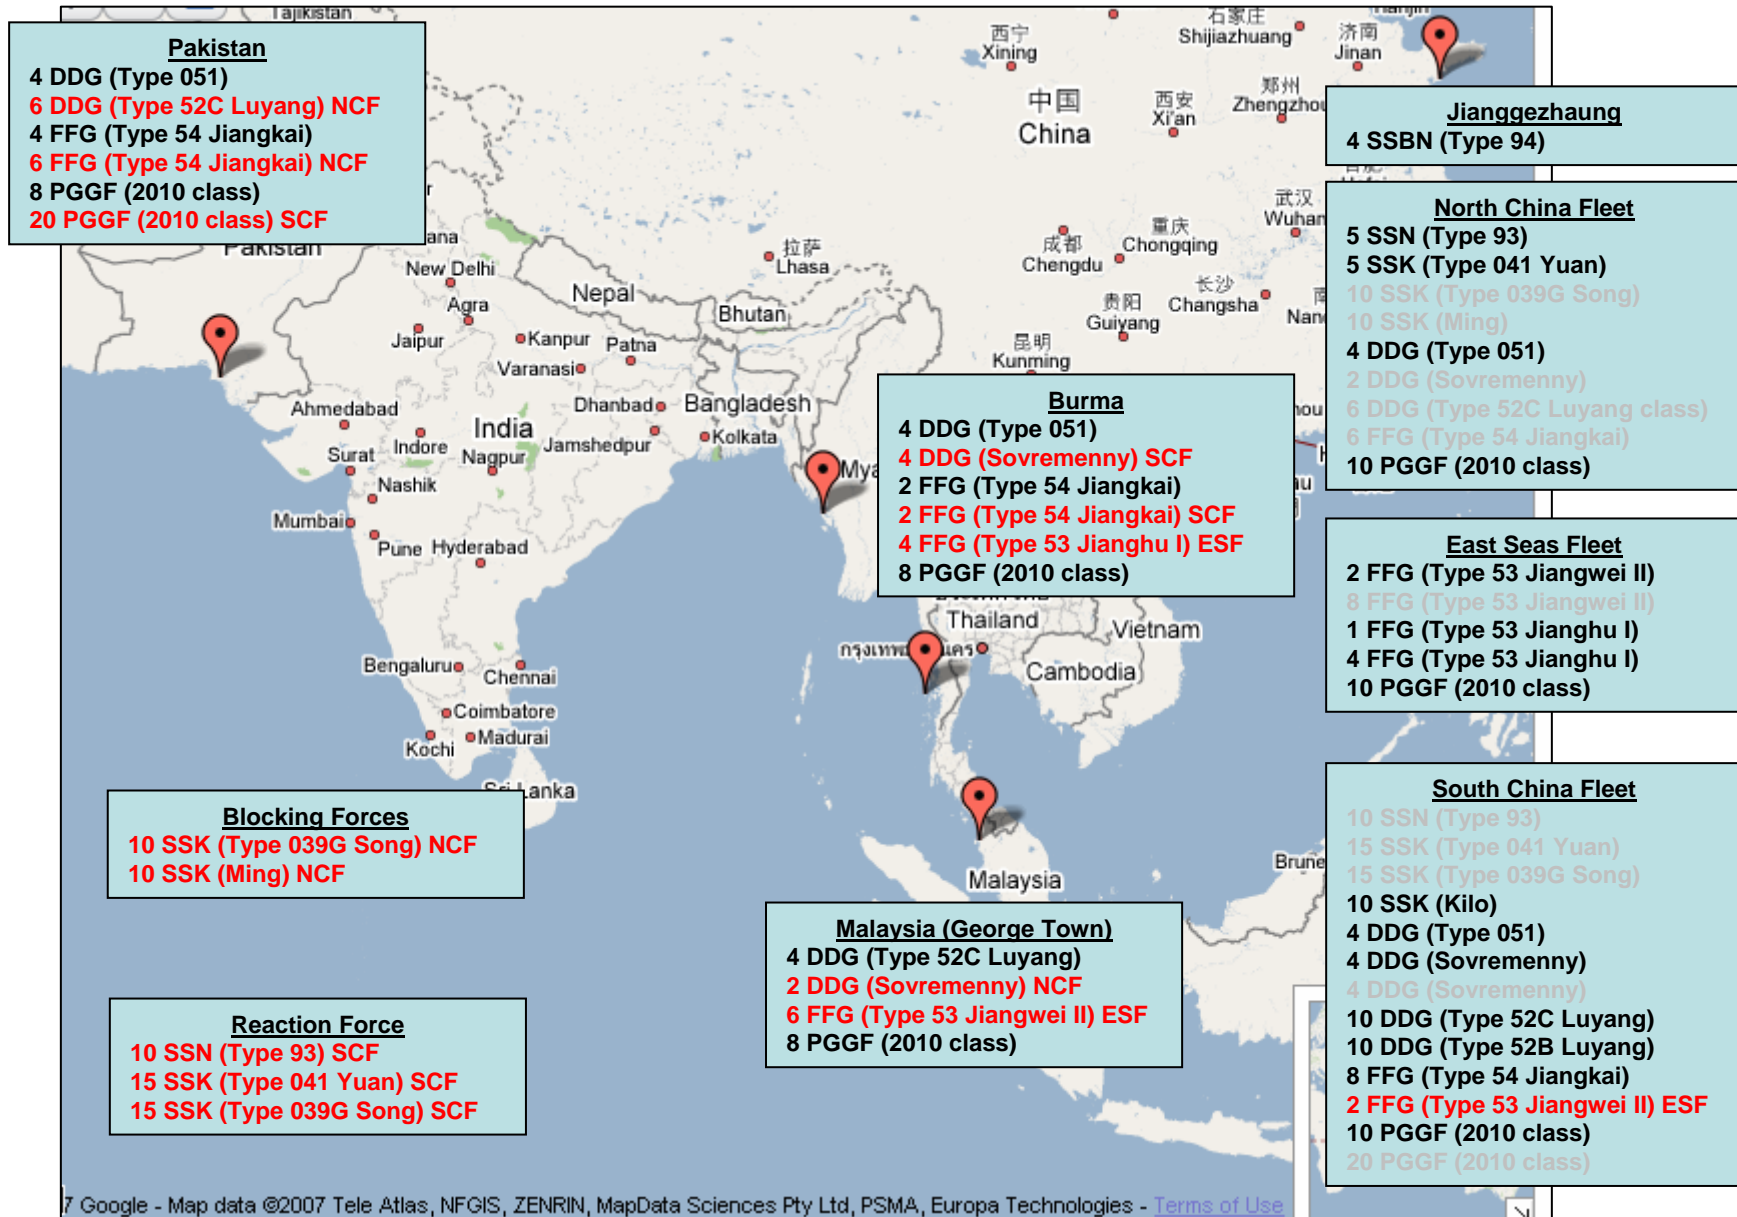 Tajikistan
Pakistan
4 DDG (Type 051)
6 DDG (Type 52C Luyang) NCF
4 FFG (Type 54 Jiangkai)
6 FFG (Type 54 Jiangkai) NCF
8 PGGF (2010 class)
20 PGGF (2010 class) SCF
石家庄
Shijiazhuang
Tianjin
济南
Jinan
西宁
Xining
中国
China
西安
Xi'an
郑州
Zhengzhou
Jianggezhaung
4 SSBN (Type 94)
North China Fleet
5 SSN (Type 93)
5 SSK (Type 041 Yuan)
10 SSK (Type 039G Song)
10 SSK (Ming)
4 DDG (Type 051)
2 DDG (Sovremenny)
6 DDG (Type 52C Luyang class)
6 FFG (Type 54 Jiangkai)
10 PGGF (2010 class)
武汉
Wuhan
重庆
Chongqing
成都
Chengdu
拉萨
Lhasa
长沙
Changsha
贵阳
Guiyang
昆明
Kunming
Pakistan
New Delhi
Agra
Jaipur
Nepal
Bhutan
Kanpur
Patna
Varanasi
Ahmedabad
Dhanbad
Bangladesh
India
Indore
Jamshedpur
Kolkata
Surat
Nagpur
Nashik
Mumbai
Pune
Hyderabad
Mya
Burma
4 DDG (Type 051)
4 DDG (Sovremenny) SCF
2 FFG (Type 54 Jiangkai)
2 FFG (Type 54 Jiangkai) SCF
4 FFG (Type 53 Jianghu I) ESF
8 PGGF (2010 class)
East Seas Fleet
2 FFG (Type 53 Jiangwei II)
8 FFG (Type 53 Jiangwei II)
1 FFG (Type 53 Jianghu I)
4 FFG (Type 53 Jianghu I)
10 PGGF (2010 class)
Thailand
Vietnam
Cambodia
Bengaluru
Chennai
Coimbatore
Kochi
Madurai
Sri Lanka
Blocking Forces
10 SSK (Type 039G Song) NCF
10 SSK (Ming) NCF
Malaysia
Brune
Malaysia (George Town)
4 DDG (Type 52C Luyang)
2 DDG (Sovremenny) NCF
6 FFG (Type 53 Jiangwei II) ESF
8 PGGF (2010 class)
South China Fleet
10 SSN (Type 93)
15 SSK (Type 041 Yuan)
15 SSK (Type 039G Song)
10 SSK (Kilo)
4 DDG (Type 051)
4 DDG (Sovremenny)
4 DDG (Sovremenny)
10 DDG (Type 52C Luyang)
10 DDG (Type 52B Luyang)
8 FFG (Type 54 Jiangkai)
2 FFG (Type 53 Jiangwei II) ESF
10 PGGF (2010 class)
20 PGGF (2010 class)
Reaction Force
10 SSN (Type 93) SCF
15 SSK (Type 041 Yuan) SCF
15 SSK (Type 039G Song) SCF
7 Google - Map data ©2007 Tele Atlas, NFGIS, ZENRIN, MapData Sciences Pty Ltd, PSMA, Europa Technologies - Terms of Use